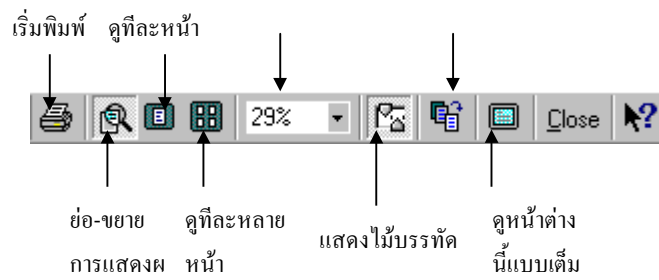 เริ่มพิมพ์ ดูทีละหน้า
29% Close
ย่อ-ขยาย
การแสดงผ
ดูทีละหลาย
หน้า
แสดงไม้บรรทัด
ดูหน้าต่าง
นี้แบบเต็ม